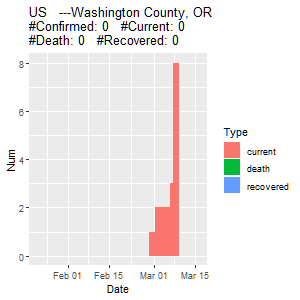 US   ---Washington County, OR
#Confirmed: 0   #Current: 0
#Death: 0   #Recovered: 0
Num
8
6
4
2
0
Feb 01   Feb 15   Mar 01   Mar 15
Date
Type
current
death
recovered